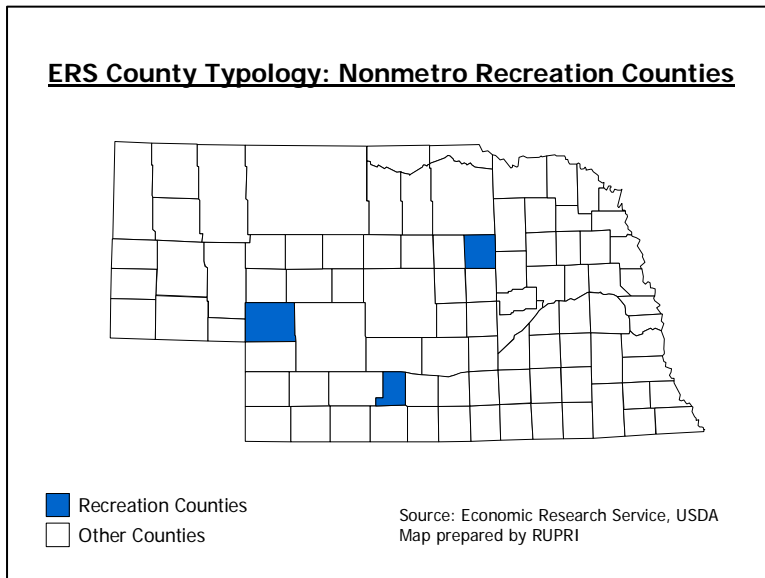 ERS County Typology: Nonmetro Recreation Counties
Recreation Counties
Other Counties
Source: Economic Research Service, USDA
Map prepared by RUPRI